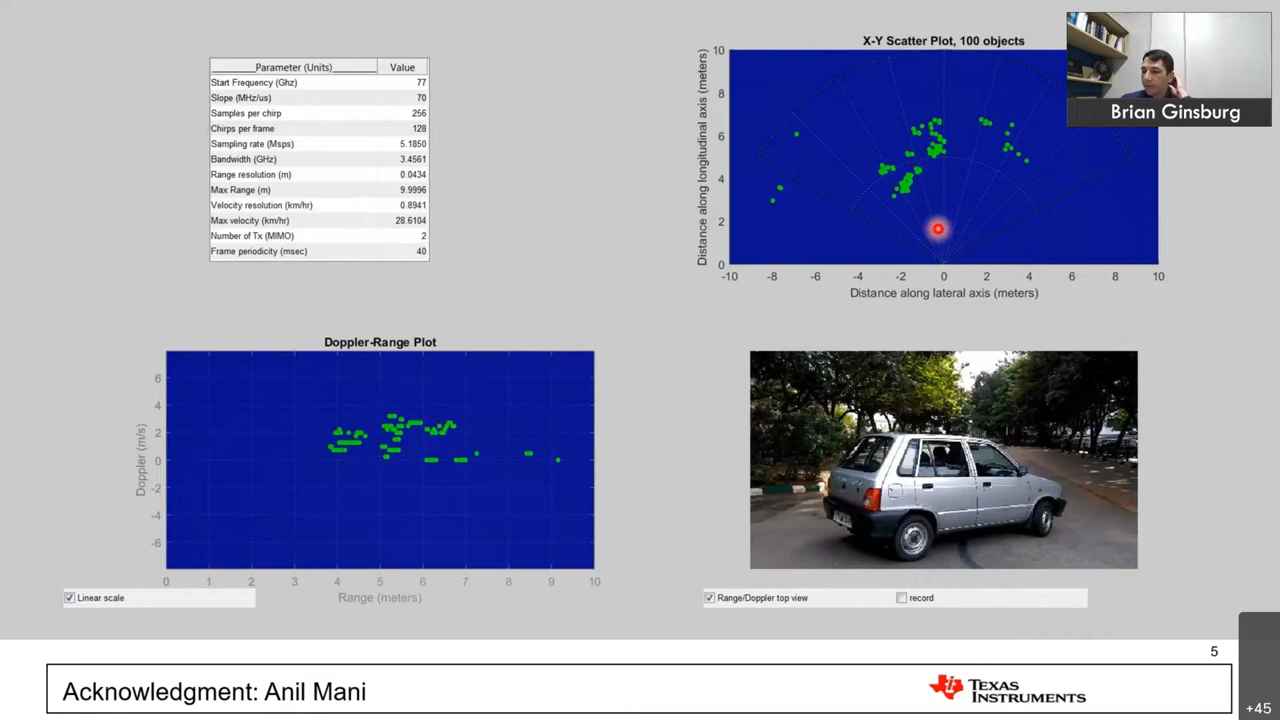 ______Parameter (Units)______ Value
Start Frequency (Ghz) 77
Slope (MHz/us) 70
Samples per chirp 256
Chirps per frame 128
Sampling rate (Msps) 5.1850
Bandwidth (GHz) 3.4561
Range resolution (m) 0.0434
Max Range (m) 9.9996
Velocity resolution (km/hr) 0.8941
Max velocity (km/hr) 28.6104
Number of Tx (MIMO) 2
Frame periodicity (msec) 40
X-Y Scatter Plot, 100 objects
Distance along longitudinal axis (meters)
10
8
6
4
2
0
-10 -8 -6 -4 -2 0 2 4 6 8 10
Distance along lateral axis (meters)
Brian Ginsburg
Doppler-Range Plot
Doppler (m/s)
6
4
2
0
-2
-4
-6
0 1 2 3 4 5 6 7 8 9 10
Range (meters)
Linear scale
Range/Doppler top view
record
5
Acknowledgment: Anil Mani
TEXAS
INSTRUMENTS
+45